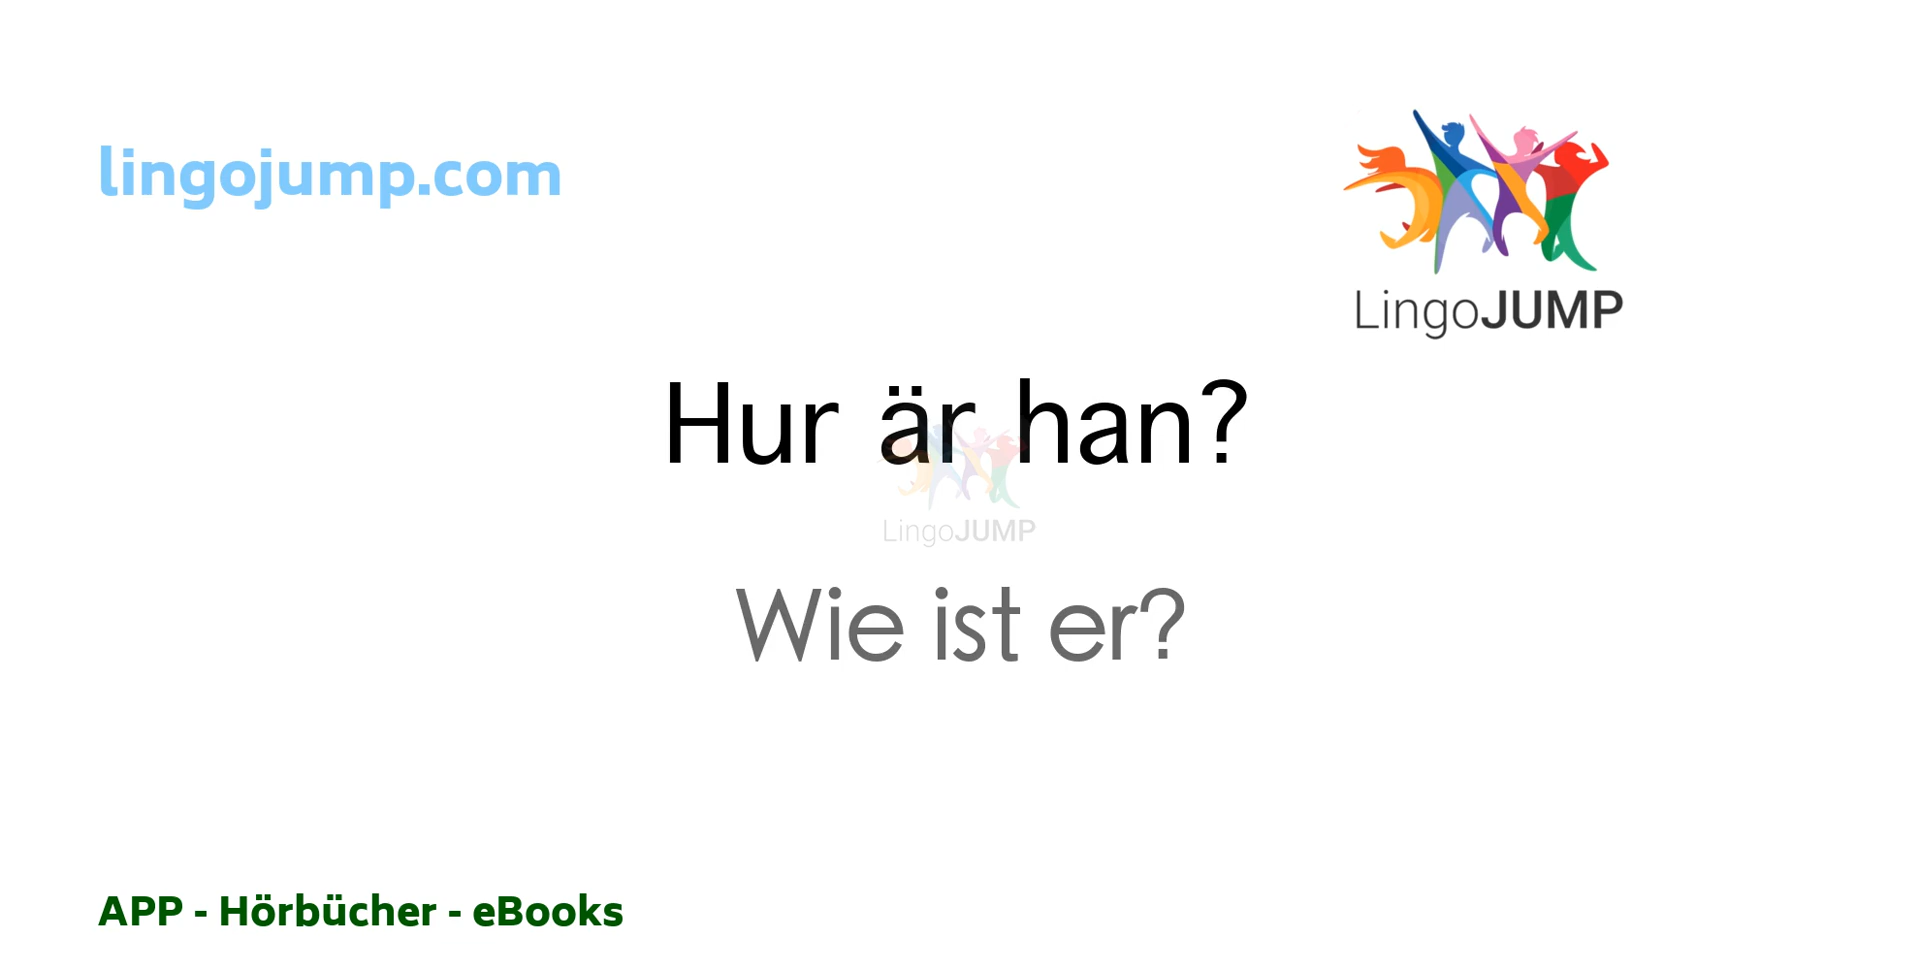 lingojump.com
LingoJUMP
Hur är han?
LingoJUMP
Wie ist er?
APP - Hörbücher - eBooks